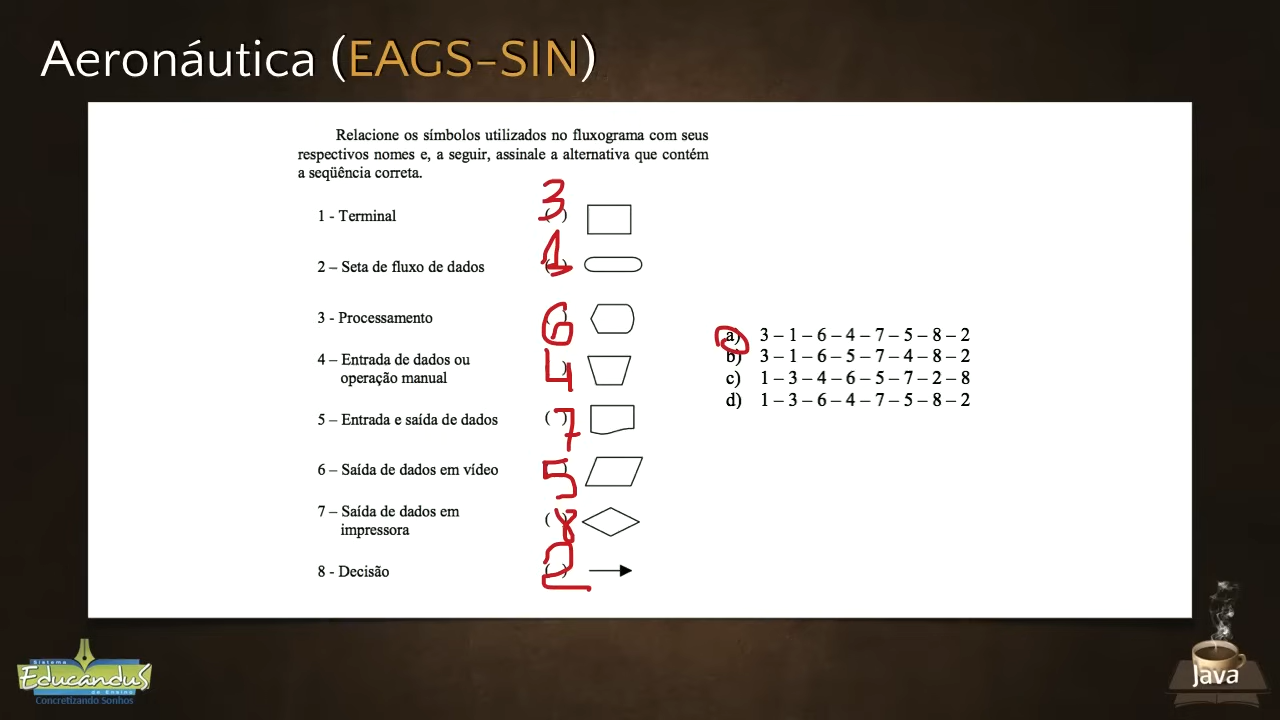 Aeronáutica (EAGS-SIN)
Relacione os símbolos utilizados no fluxograma com seus
respectivos nomes e, a seguir, assinale a alternativa que contém
a seqüência correta.
1 - Terminal
( ) 3
2 – Seta de fluxo de dados
( ) 1
3 - Processamento
( ) 6
4 – Entrada de dados ou
operação manual
( ) 4
5 – Entrada e saída de dados
( ) 7
6 – Saída de dados em vídeo
( ) 5
7 – Saída de dados em
impressora
( ) 8
8 - Decisão
( ) 2
a) 3 – 1 – 6 – 4 – 7 – 5 – 8 – 2
b) 3 – 1 – 6 – 5 – 7 – 4 – 8 – 2
c) 1 – 3 – 4 – 6 – 5 – 7 – 2 – 8
d) 1 – 3 – 6 – 4 – 7 – 5 – 8 – 2
Sistema
EducanduS
de Ensino
Concretizando Sonhos
Java